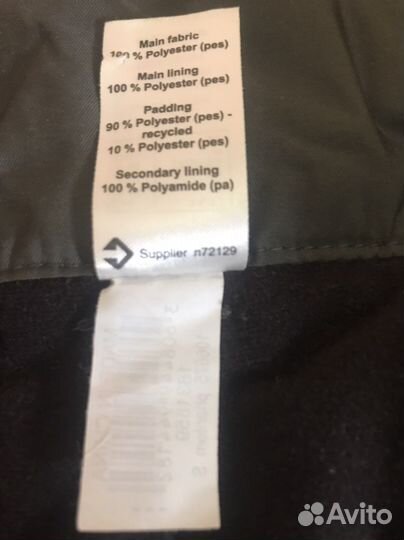 Main fabric
100 % Polyester (pes)
Main lining
100 % Polyester (pes)
Padding
90 % Polyester (pes) -
recycled
10 % Polyester (pes)
Secondary lining
100 % Polyamide (pa)
Supplier n72129
Avito